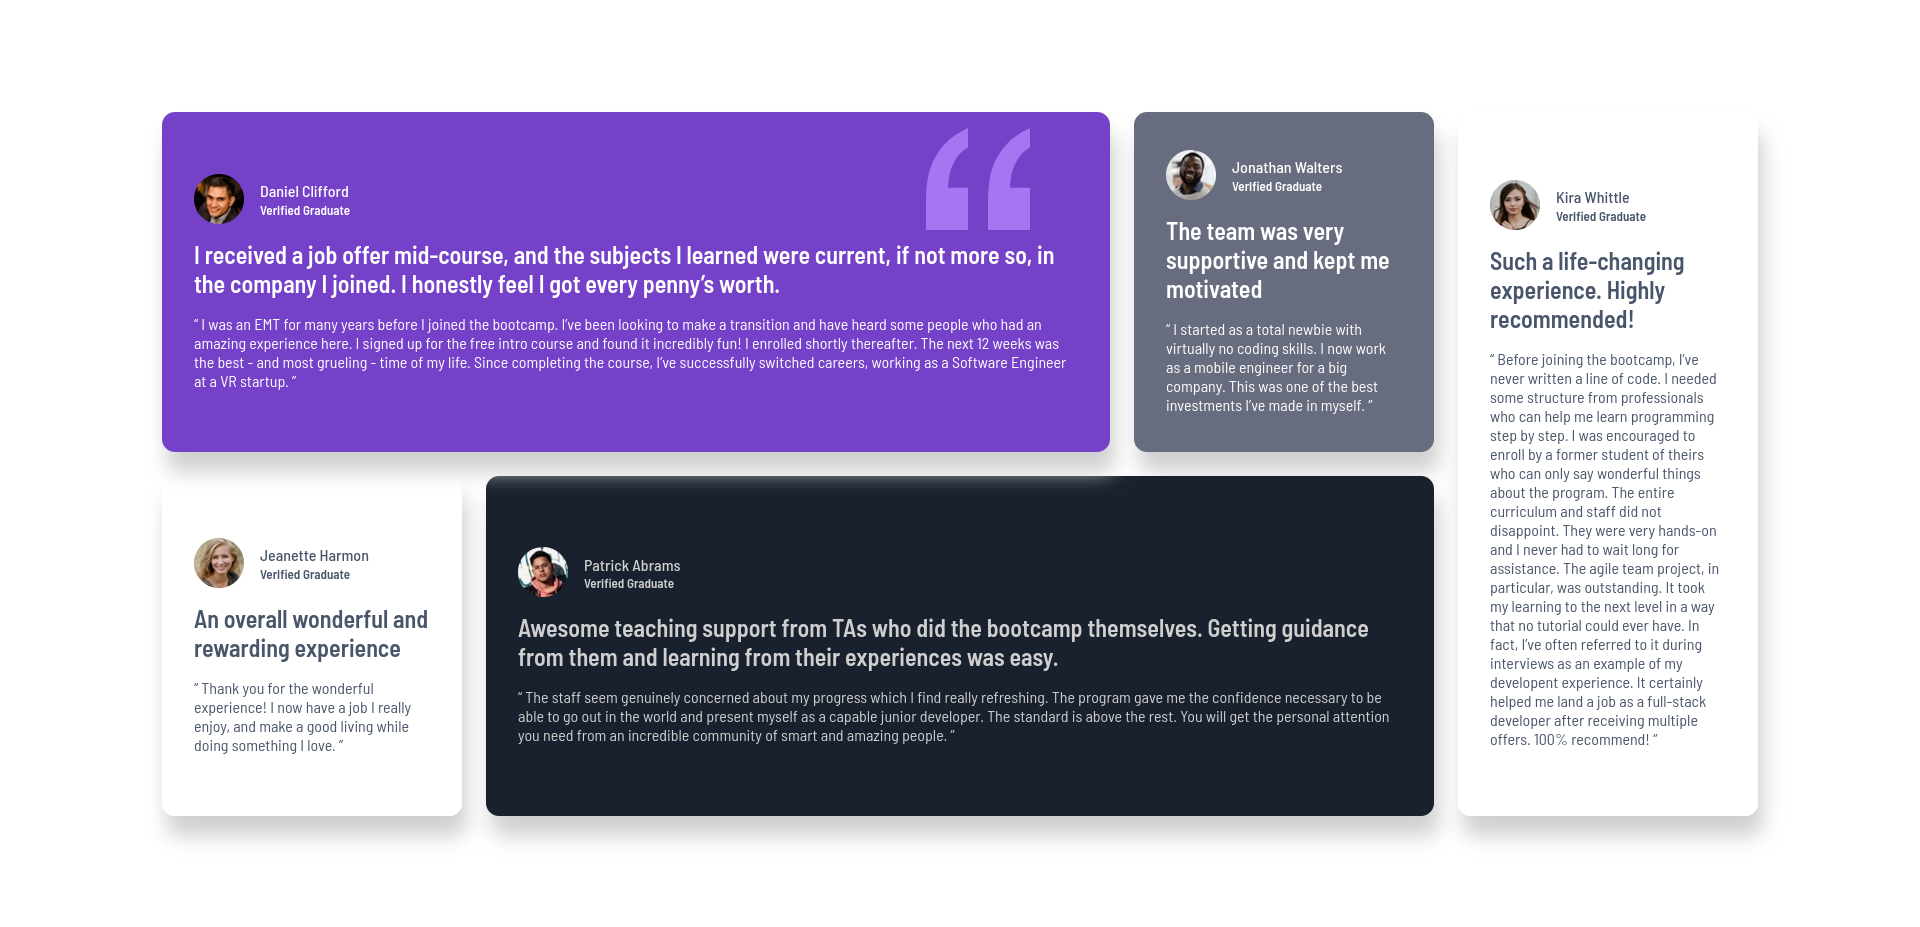 Daniel Clifford
Verified Graduate
I received a job offer mid-course, and the subjects I learned were current, if not more so, in
the company I joined. I honestly feel I got every penny’s worth.
“ I was an EMT for many years before I joined the bootcamp. I’ve been looking to make a transition and have heard some people who had an
amazing experience here. I signed up for the free intro course and found it incredibly fun! I enrolled shortly thereafter. The next 12 weeks was
the best - and most grueling - time of my life. Since completing the course, I’ve successfully switched careers, working as a Software Engineer
at a VR startup. ”
Jonathan Walters
Verified Graduate
The team was very
supportive and kept me
motivated
“ I started as a total newbie with
virtually no coding skills. I now work
as a mobile engineer for a big
company. This was one of the best
investments I’ve made in myself. ”
Kira Whittle
Verified Graduate
Such a life-changing
experience. Highly
recommended!
“ Before joining the bootcamp, I’ve
never written a line of code. I needed
some structure from professionals
who can help me learn programming
step by step. I was encouraged to
enroll by a former student of theirs
who can only say wonderful things
about the program. The entire
curriculum and staff did not
disappoint. They were very hands-on
and I never had to wait long for
assistance. The agile team project, in
particular, was outstanding. It took
my learning to the next level in a way
that no tutorial could ever have. In
fact, I’ve often referred to it during
interviews as an example of my
developent experience. It certainly
helped me land a job as a full-stack
developer after receiving multiple
offers. 100% recommend! ”
Jeanette Harmon
Verified Graduate
An overall wonderful and
rewarding experience
“ Thank you for the wonderful
experience! I now have a job I really
enjoy, and make a good living while
doing something I love. ”
Patrick Abrams
Verified Graduate
Awesome teaching support from TAs who did the bootcamp themselves. Getting guidance
from them and learning from their experiences was easy.
“ The staff seem genuinely concerned about my progress which I find really refreshing. The program gave me the confidence necessary to be
able to go out in the world and present myself as a capable junior developer. The standard is above the rest. You will get the personal attention
you need from an incredible community of smart and amazing people. ”